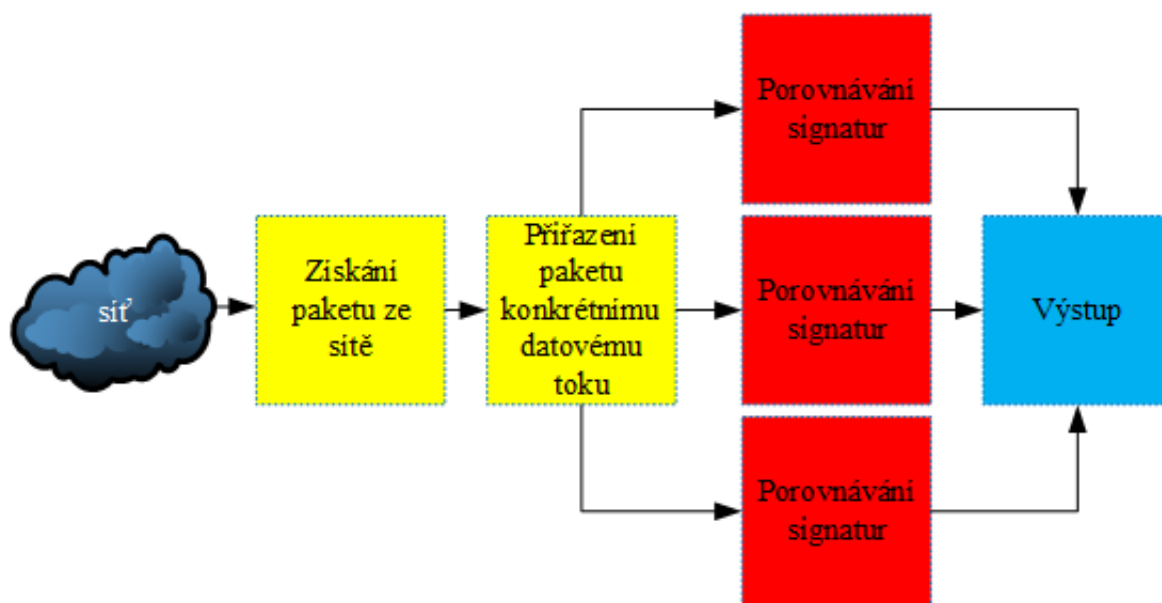 síť
Získání
paketu ze
sítě
Přiřazení
paketu
konkrétnímu
datovému
toku
Porovnávání
signatur
Porovnávání
signatur
Porovnávání
signatur
Výstup